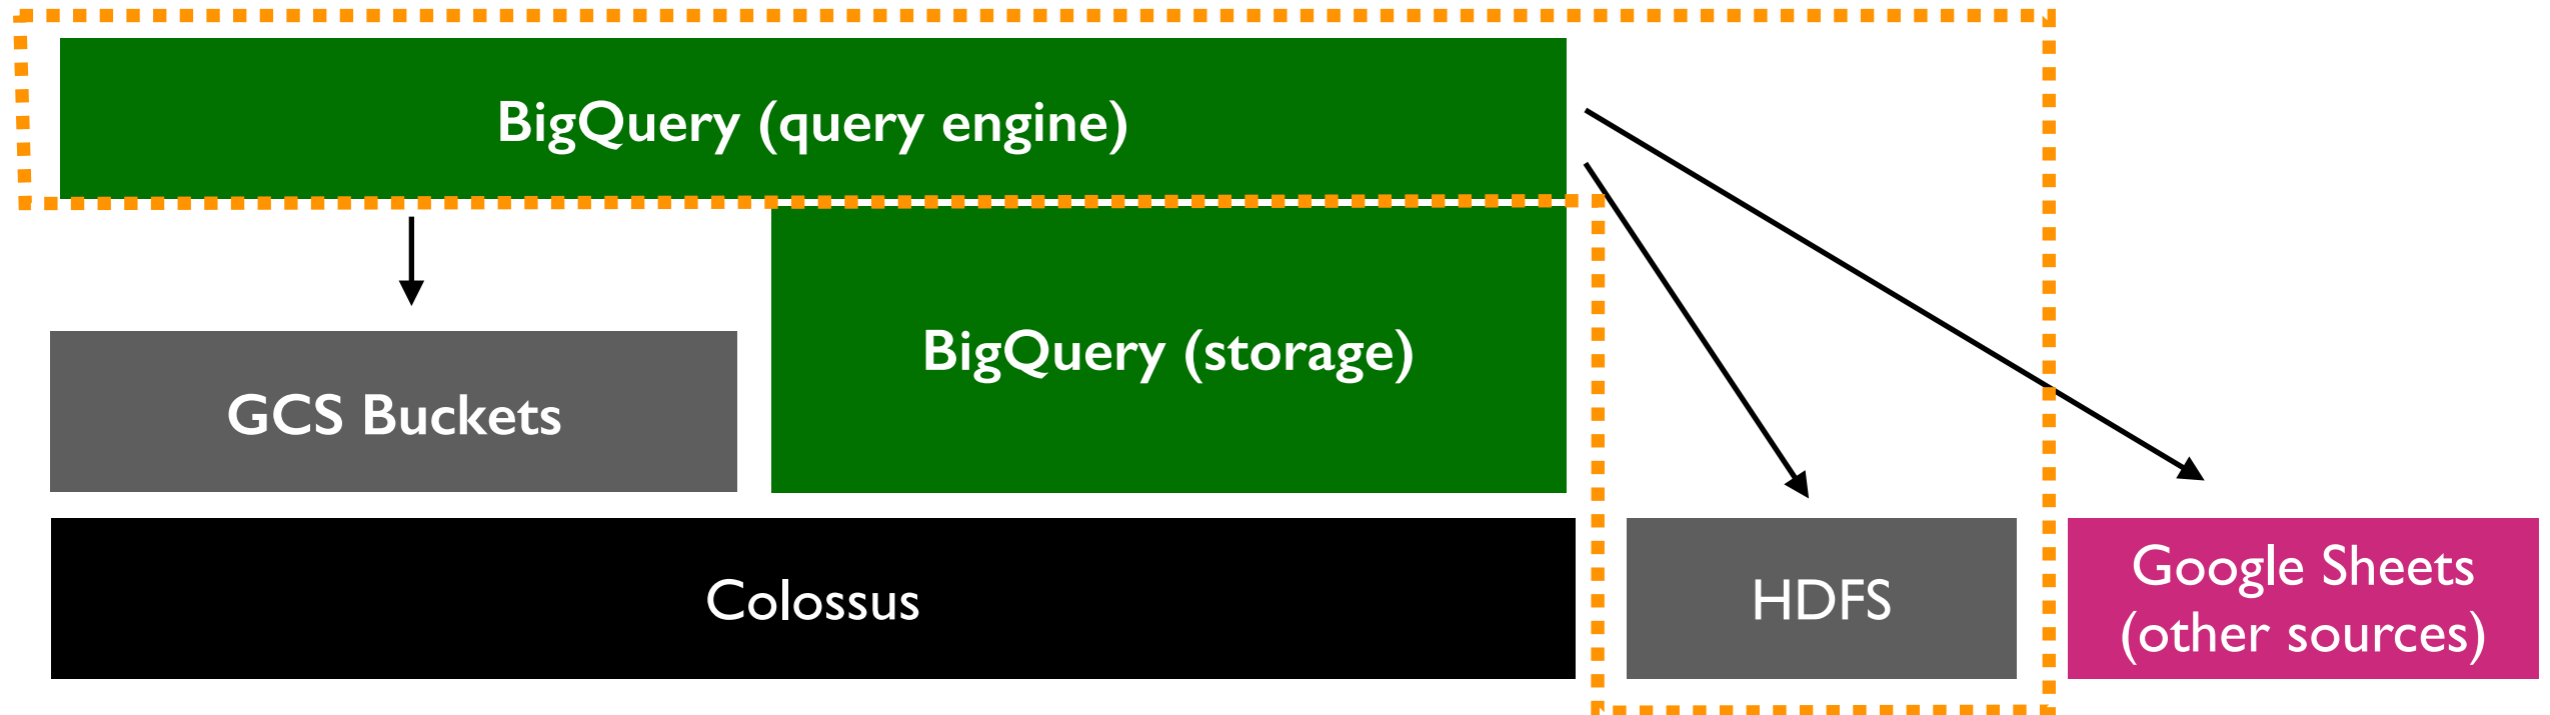 BigQuery (query engine)
BigQuery (storage)
GCS Buckets
Colossus
HDFS
Google Sheets
(other sources)